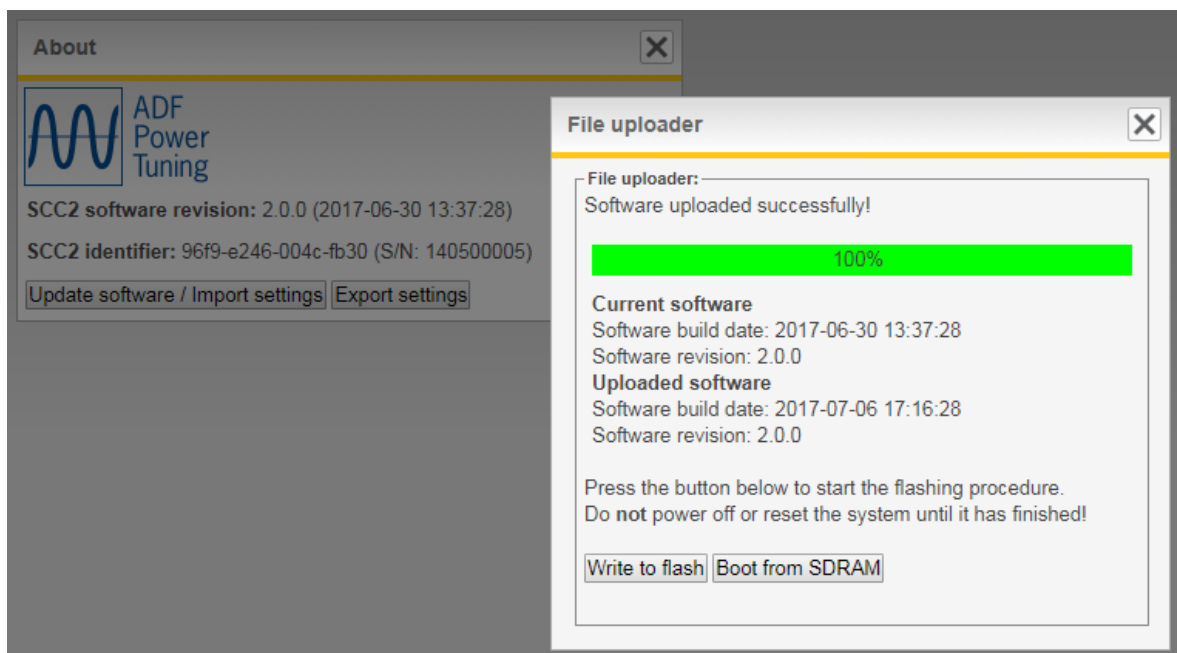 About
ADF
Power
Tuning
SCC2 software revision: 2.0.0 (2017-06-30 13:37:28)
SCC2 identifier: 96f9-e246-004c-fb30 (S/N: 140500005)
Update software / Import settings Export settings
File uploader
File uploader:
Software uploaded successfully!
100%
Current software
Software build date: 2017-06-30 13:37:28
Software revision: 2.0.0
Uploaded software
Software build date: 2017-07-06 17:16:28
Software revision: 2.0.0
Press the button below to start the flashing procedure.
Do not power off or reset the system until it has finished!
Write to flash Boot from SDRAM